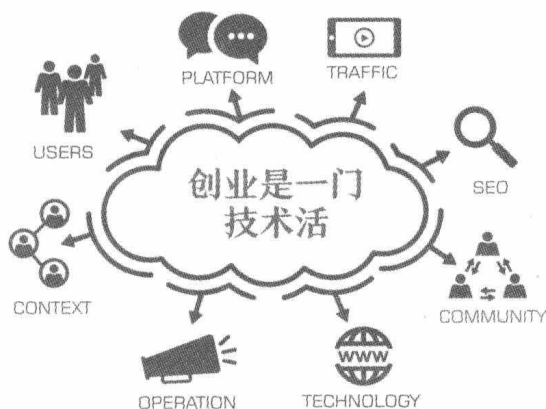 PLATFORM
TRAFFIC
USERS
创业是一门
技术活
SEO
CONTEXT
COMMUNITY
WWW
OPERATION
TECHNOLOGY